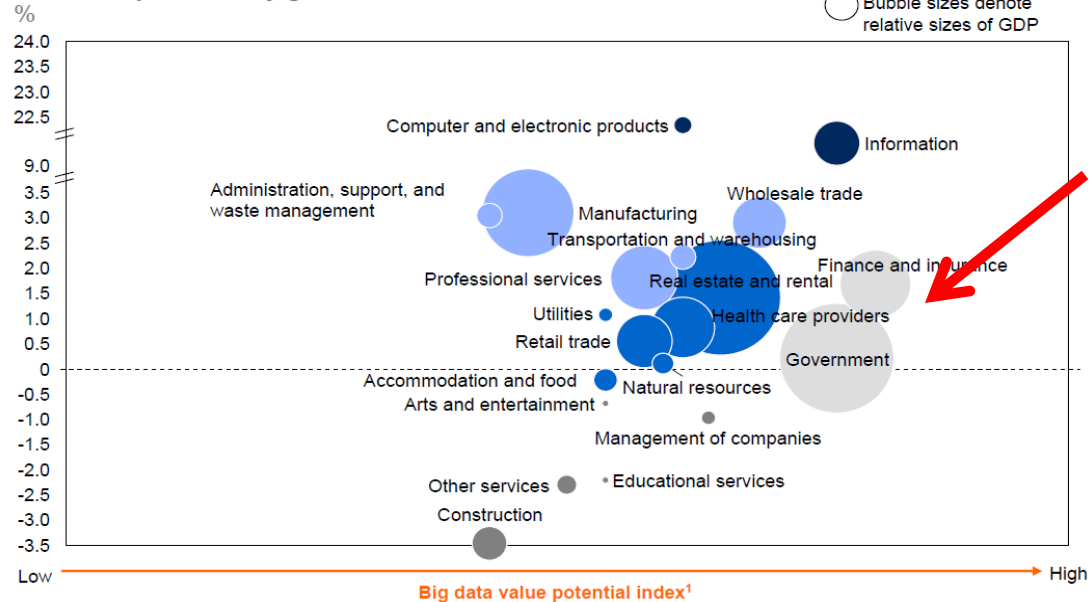 %
Bubble sizes denote
relative sizes of GDP
24.0
23.5
23.0
22.5
9.0
3.5
3.0
2.5
2.0
1.5
1.0
0.5
0
-0.5
-1.0
-1.5
-2.0
-2.5
-3.0
-3.5
Computer and electronic products
Information
Administration, support, and
waste management
Wholesale trade
Manufacturing
Transportation and warehousing
Finance and insurance
Professional services
Real estate and rental
Utilities
Health care providers
Retail trade
Government
Accommodation and food
Natural resources
Arts and entertainment
Management of companies
Other services
Educational services
Construction
Low
High
Big data value potential index¹